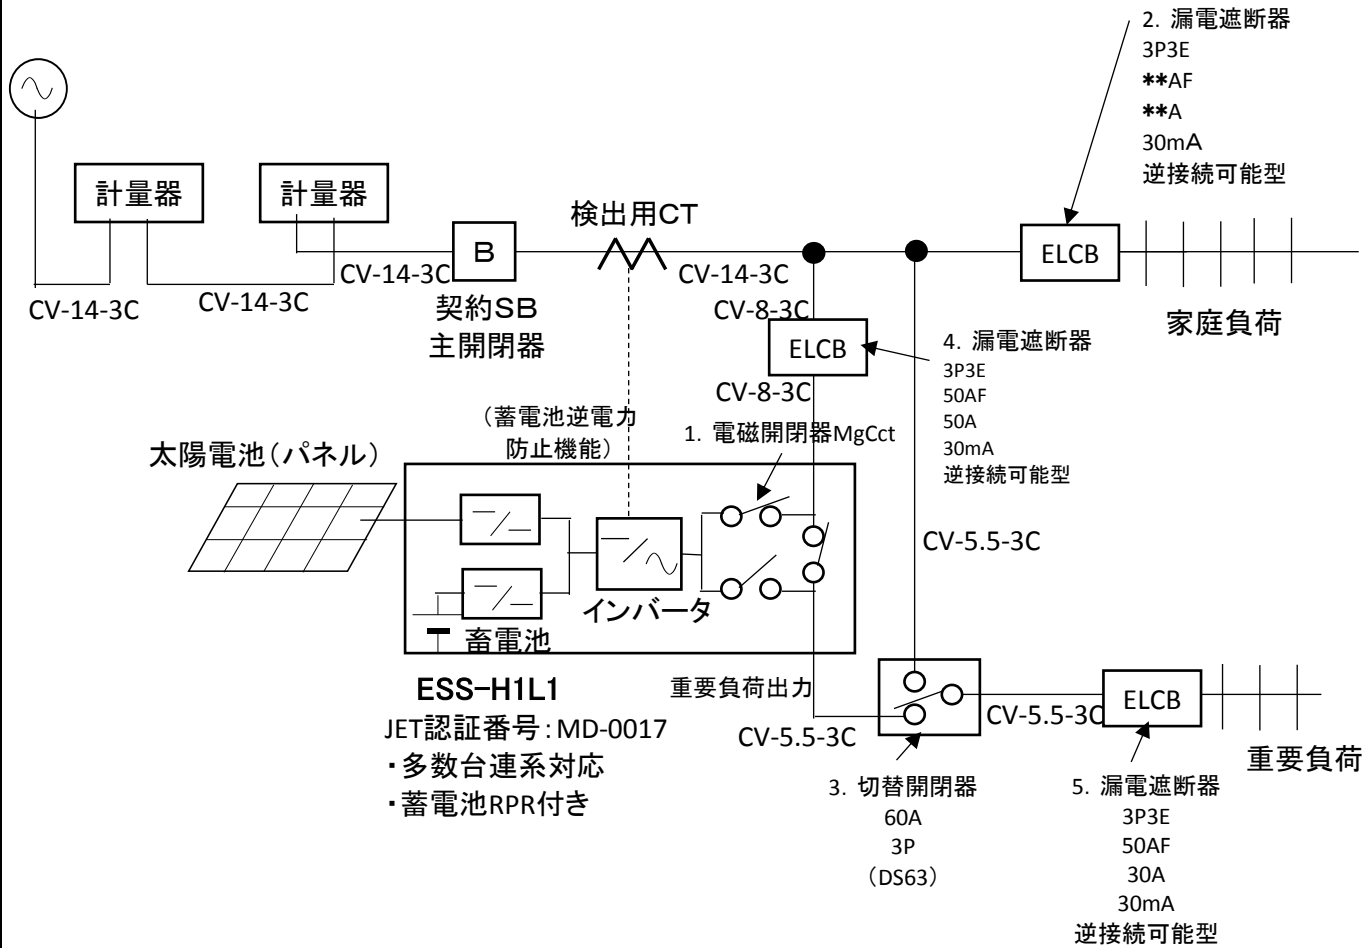 2. 漏電遮断器
3P3E
**AF
**A
30mA
逆接続可能型
計量器
計量器
検出用CT
B
ELCB
CV-14-3C
CV-14-3C
CV-14-3C
CV-14-3C
CV-8-3C
契約SB
主開閉器
家庭負荷
ELCB
4. 漏電遮断器
3P3E
50AF
50A
30mA
逆接続可能型
CV-8-3C
(蓄電池逆電力
防止機能)
1. 電磁開閉器MgCct
太陽電池(パネル)
CV-5.5-3C
インバータ
畜電池
ESS-H1L1
JET認証番号:MD-0017
・多数台連系対応
・蓄電池RPR付き
重要負荷出力
CV-5.5-3C
CV-5.5-3C
ELCB
重要負荷
3. 切替開閉器
60A
3P
(DS63)
5. 漏電遮断器
3P3E
50AF
30A
30mA
逆接続可能型